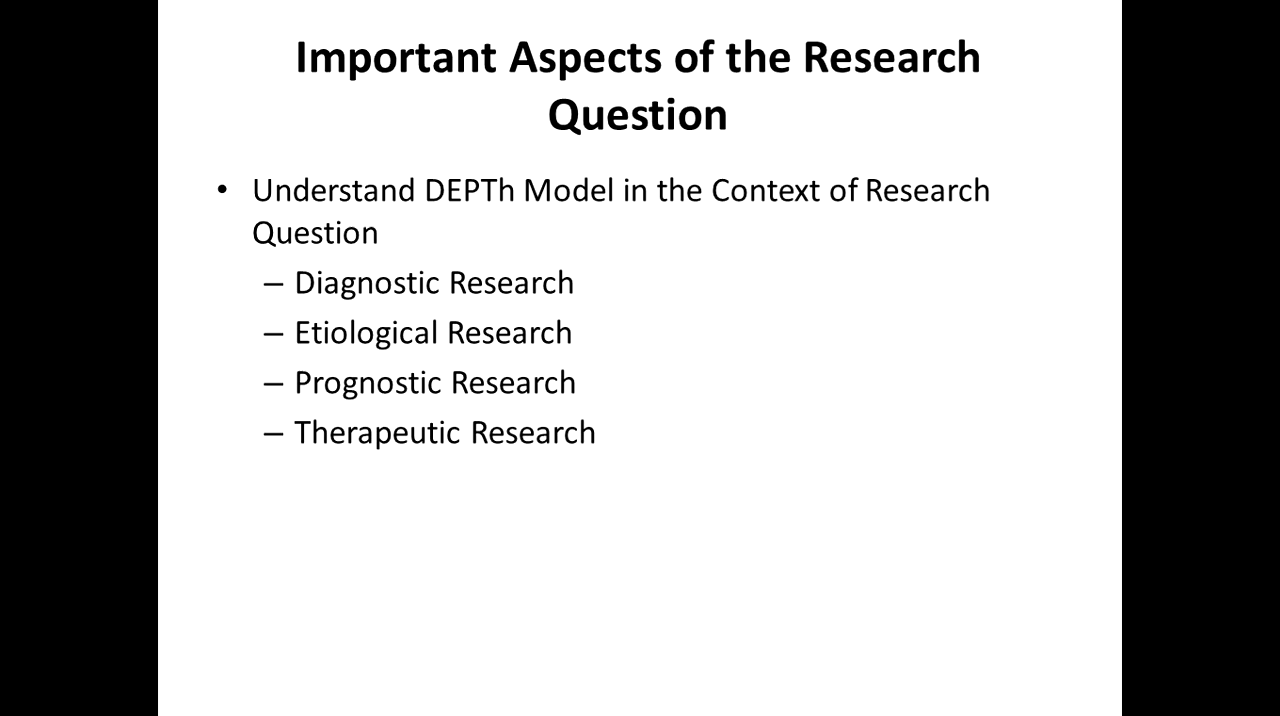 Important Aspects of the Research
Question
• Understand DEPTh Model in the Context of Research
Question
– Diagnostic Research
– Etiological Research
– Prognostic Research
– Therapeutic Research